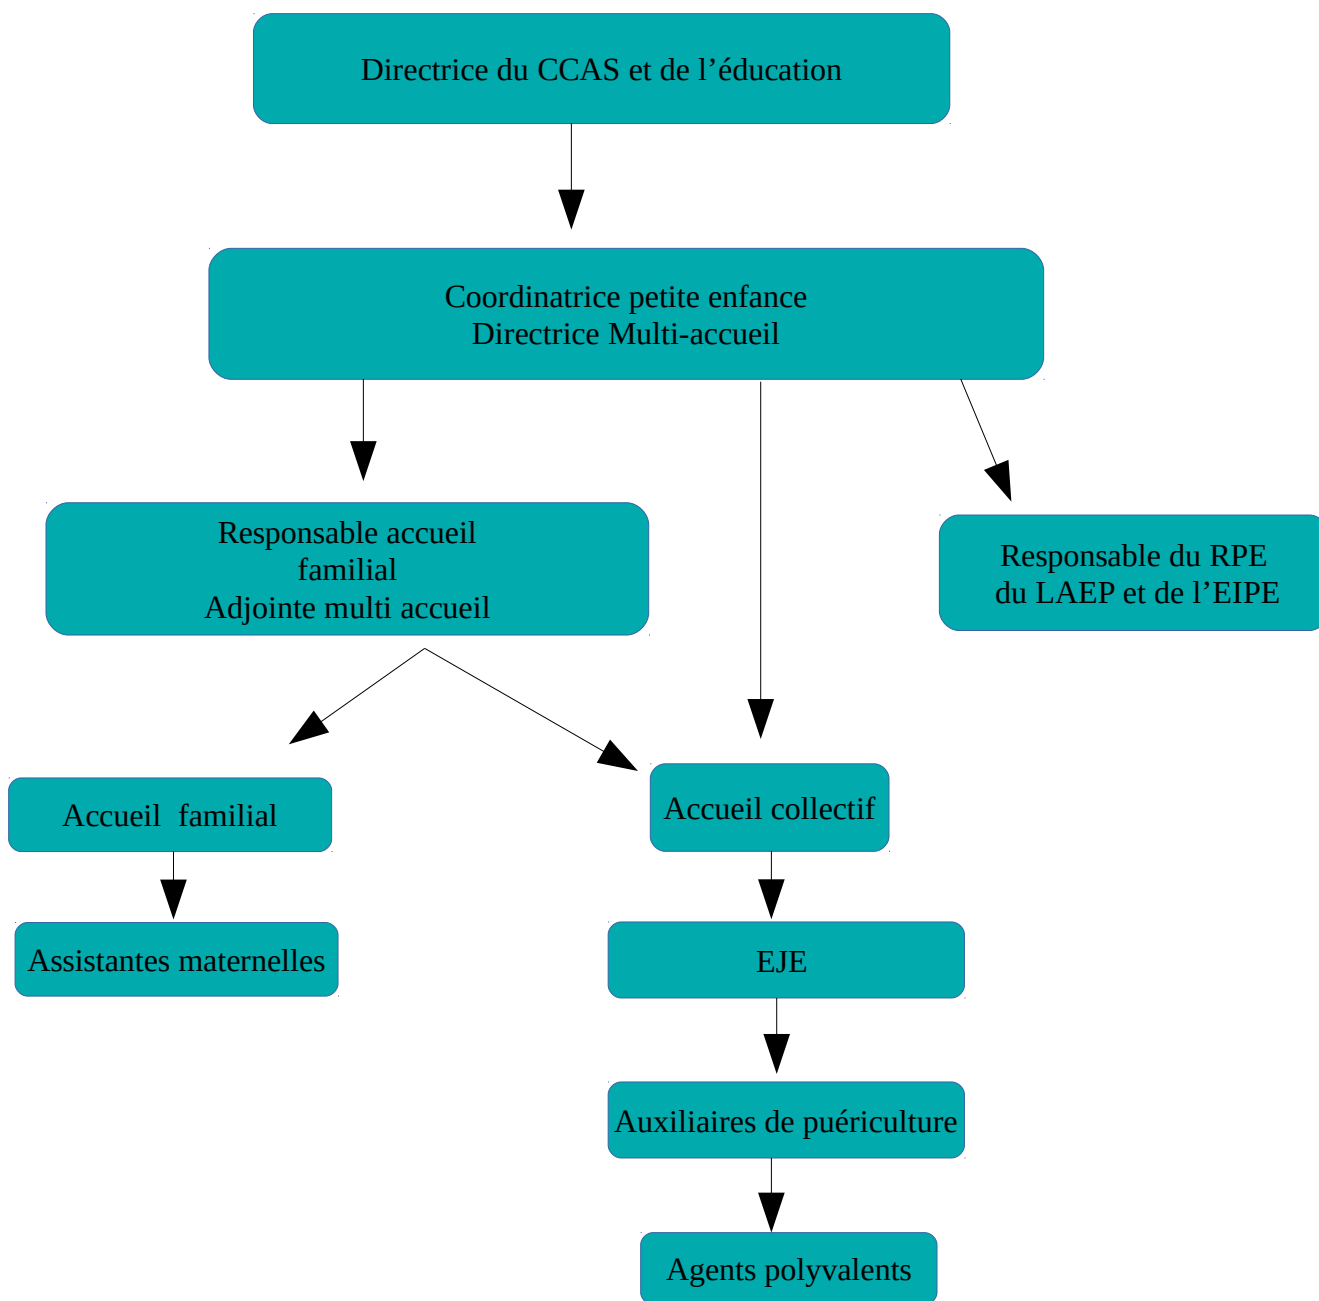 Directrice du CCAS et de l’éducation
Coordinatrice petite enfance
Directrice Multi-accueil
Responsable accueil
familial
Adjointe multi accueil
Responsable du RPE
du LAEP et de l’EIPE
Accueil  familial
Accueil collectif
Assistantes maternelles
EJE
Auxiliaires de puériculture
Agents polyvalents